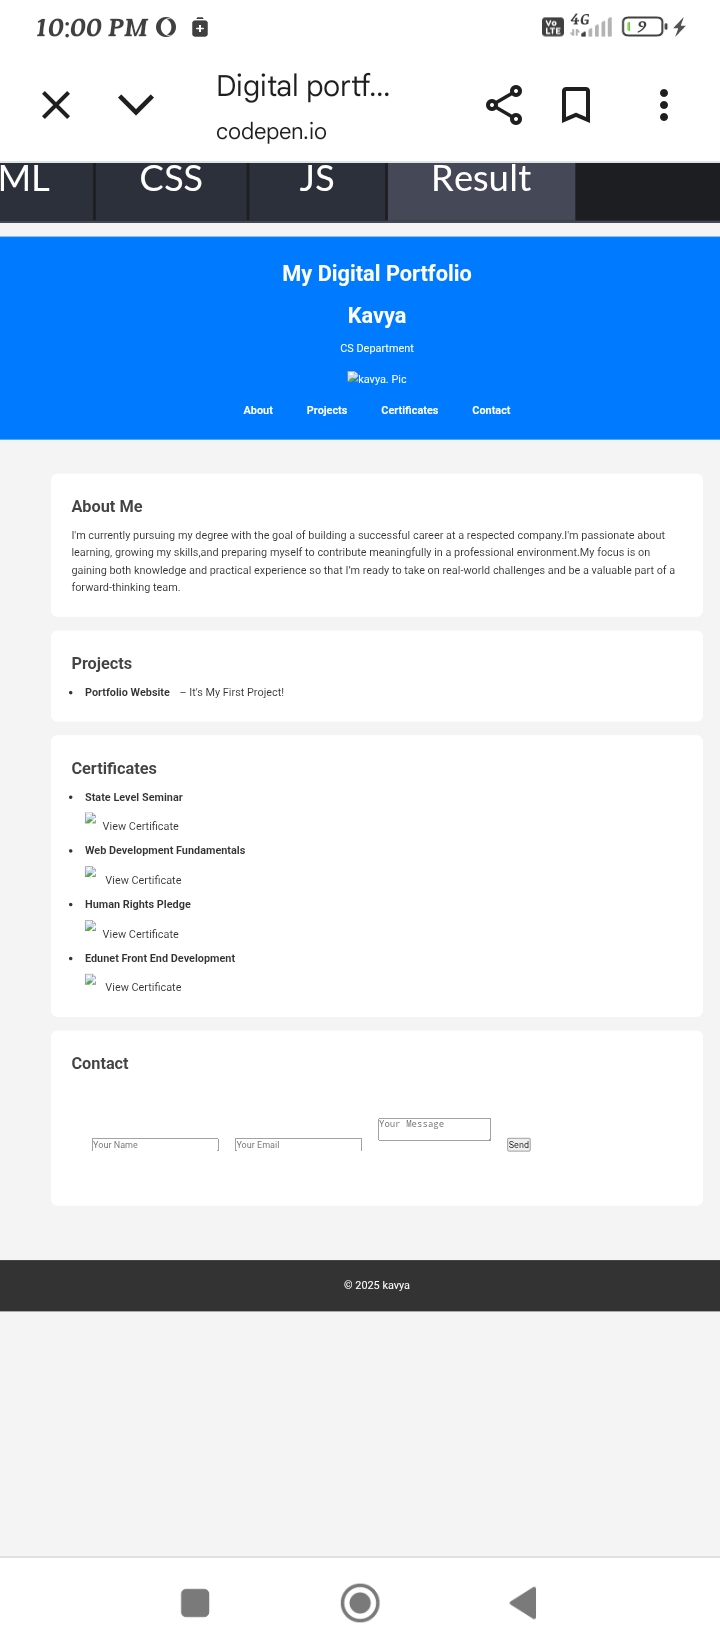 10:00 PM
Vo LTE 4G 9
Digital portf...
codepen.io
ML CSS JS Result
My Digital Portfolio
Kavya
CS Department
kavya. Pic
About Projects Certificates Contact
About Me
I'm currently pursuing my degree with the goal of building a successful career at a respected company.I'm passionate about
learning, growing my skills,and preparing myself to contribute meaningfully in a professional environment.My focus is on
gaining both knowledge and practical experience so that I'm ready to take on real-world challenges and be a valuable part of a
forward-thinking team.
Projects
• Portfolio Website – It's My First Project!
Certificates
• State Level Seminar
View Certificate
• Web Development Fundamentals
View Certificate
• Human Rights Pledge
View Certificate
• Edunet Front End Development
View Certificate
Contact
Your Name Your Email Your Message Send
© 2025 kavya